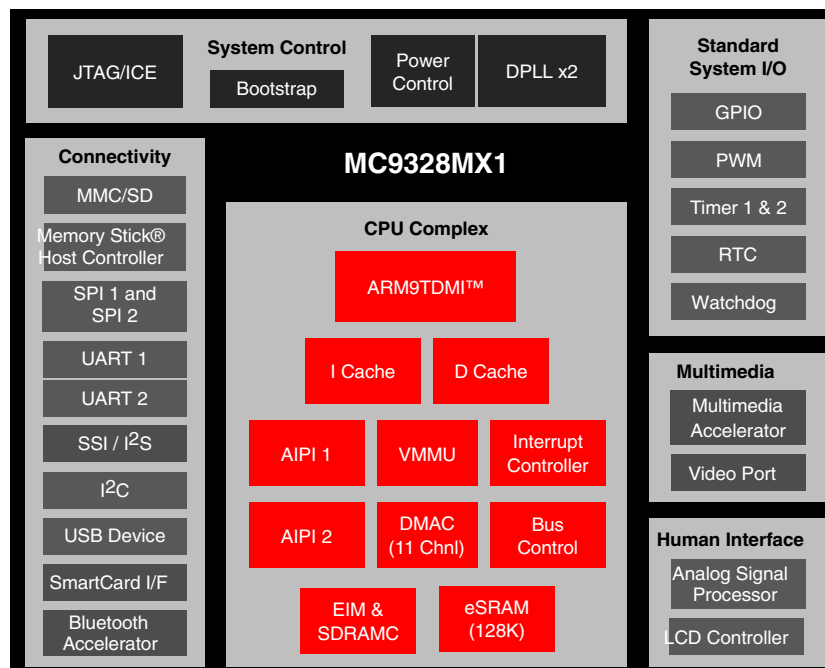 System Control
JTAG/ICE
Bootstrap
Power
Control
DPLL x2
Standard
System I/O
GPIO
PWM
Timer 1 & 2
RTC
Watchdog
Connectivity
MMC/SD
Memory Stick®
Host Controller
SPI 1 and
SPI 2
UART 1
UART 2
SSI / I²S
I²C
USB Device
SmartCard I/F
Bluetooth
Accelerator
MC9328MX1
CPU Complex
ARM9TDMI™
I Cache
D Cache
AIPI 1
VMMU
Interrupt
Controller
AIPI 2
DMAC
(11 Chnl)
Bus
Control
EIM &
SDRAMC
eSRAM
(128K)
Multimedia
Multimedia
Accelerator
Video Port
Human Interface
Analog Signal
Processor
LCD Controller